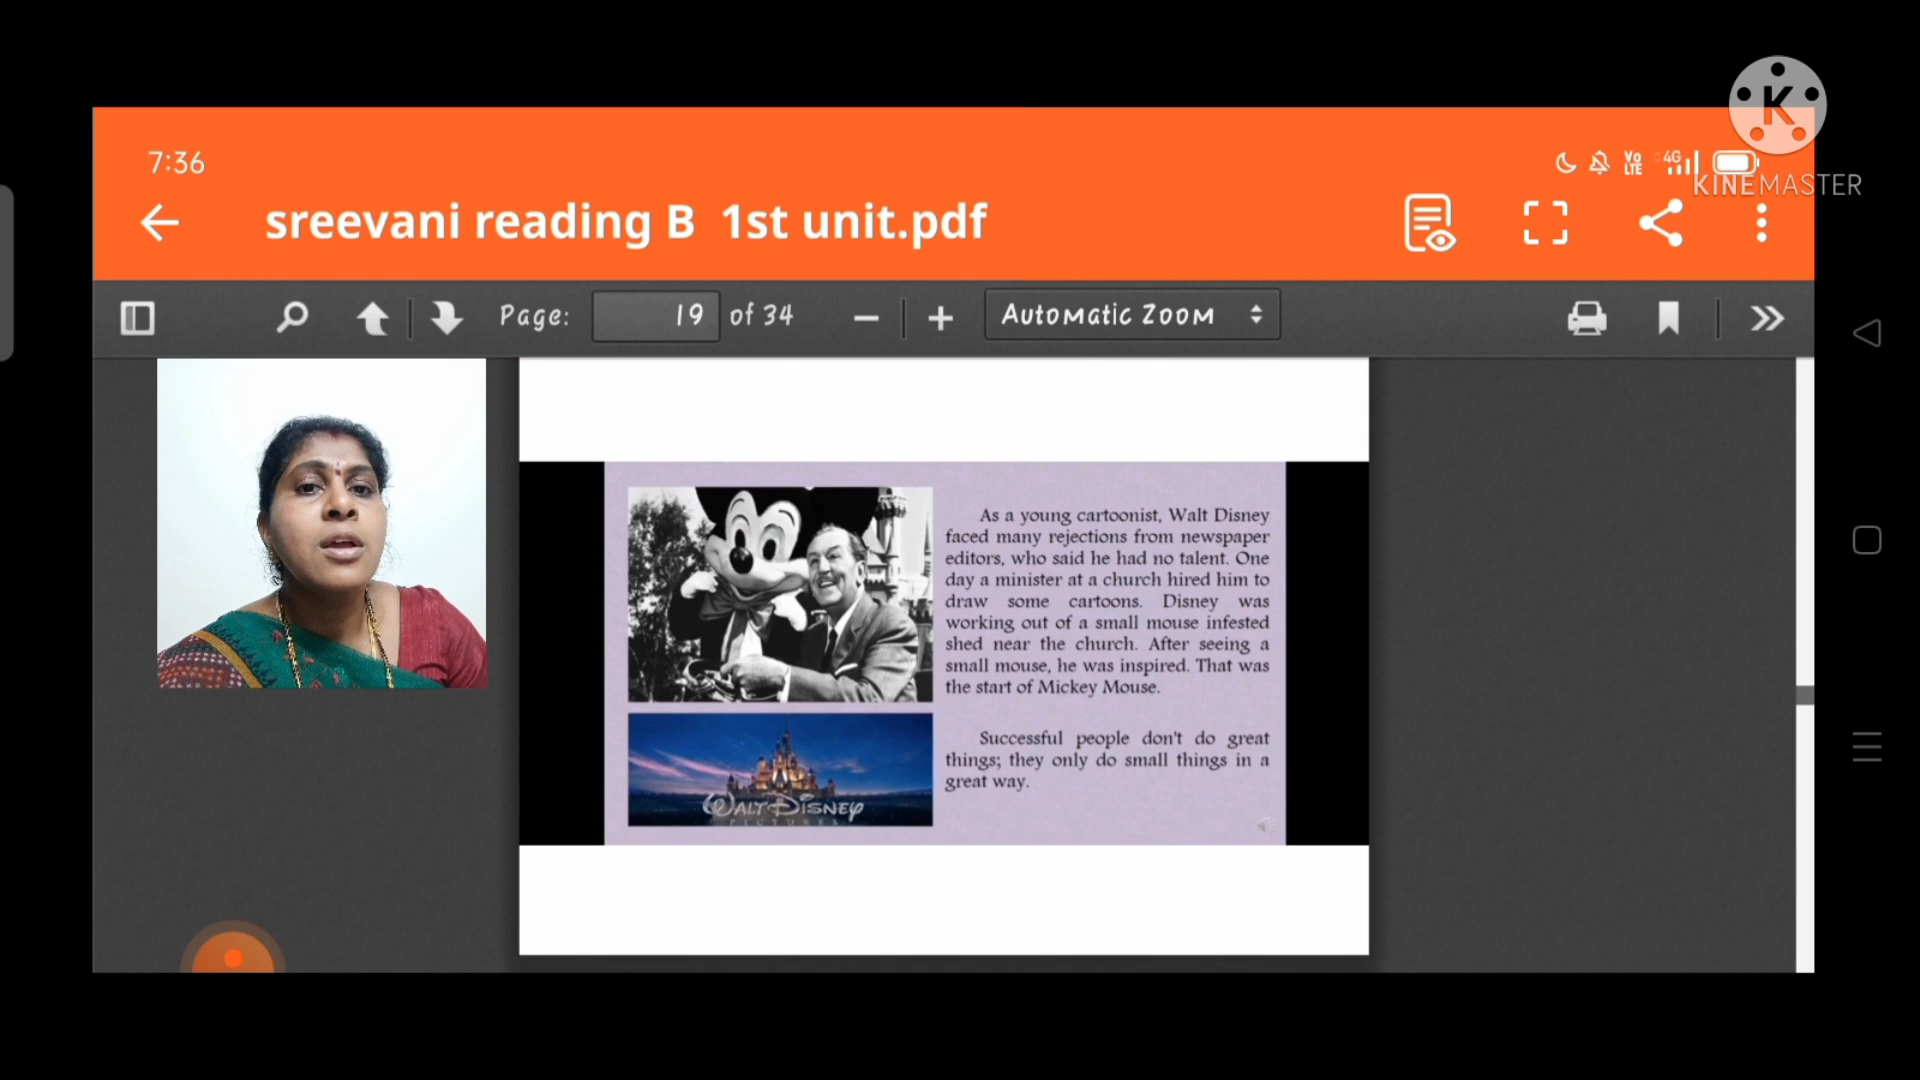 K
KINEMASTER
7:36
Vo LTE 4G
sreevani reading B 1st unit.pdf
Page: 19 of 34
Automatic Zoom
As a young cartoonist, Walt Disney
faced many rejections from newspaper
editors, who said he had no talent. One
day a minister at a church hired him to
draw some cartoons. Disney was
working out of a small mouse infested
shed near the church. After seeing a
small mouse, he was inspired. That was
the start of Mickey Mouse.
Successful people don't do great
things; they only do small things in a
great way.
WALT DISNEY
PICTURES